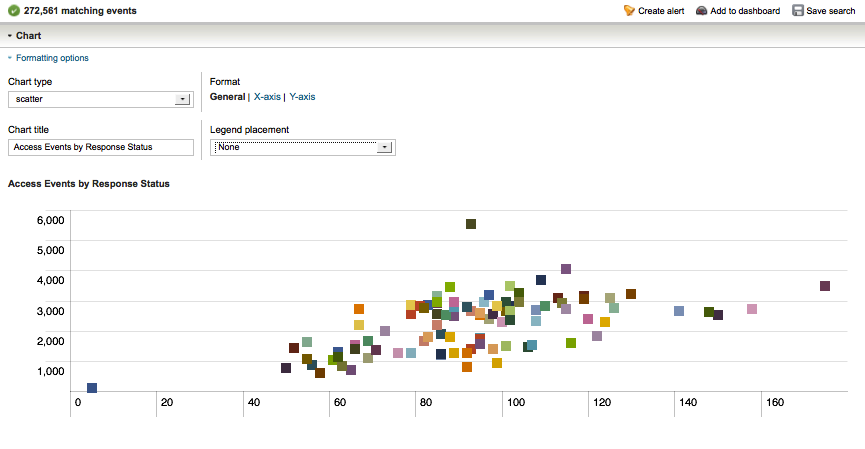 272,561 matching events
Create alert
Add to dashboard
Save search
Chart
Formatting options
Chart type
Format
scatter
General | X-axis | Y-axis
Chart title
Legend placement
Access Events by Response Status
None
Access Events by Response Status
6,000
5,000
4,000
3,000
2,000
1,000
0 20 40 60 80 100 120 140 160